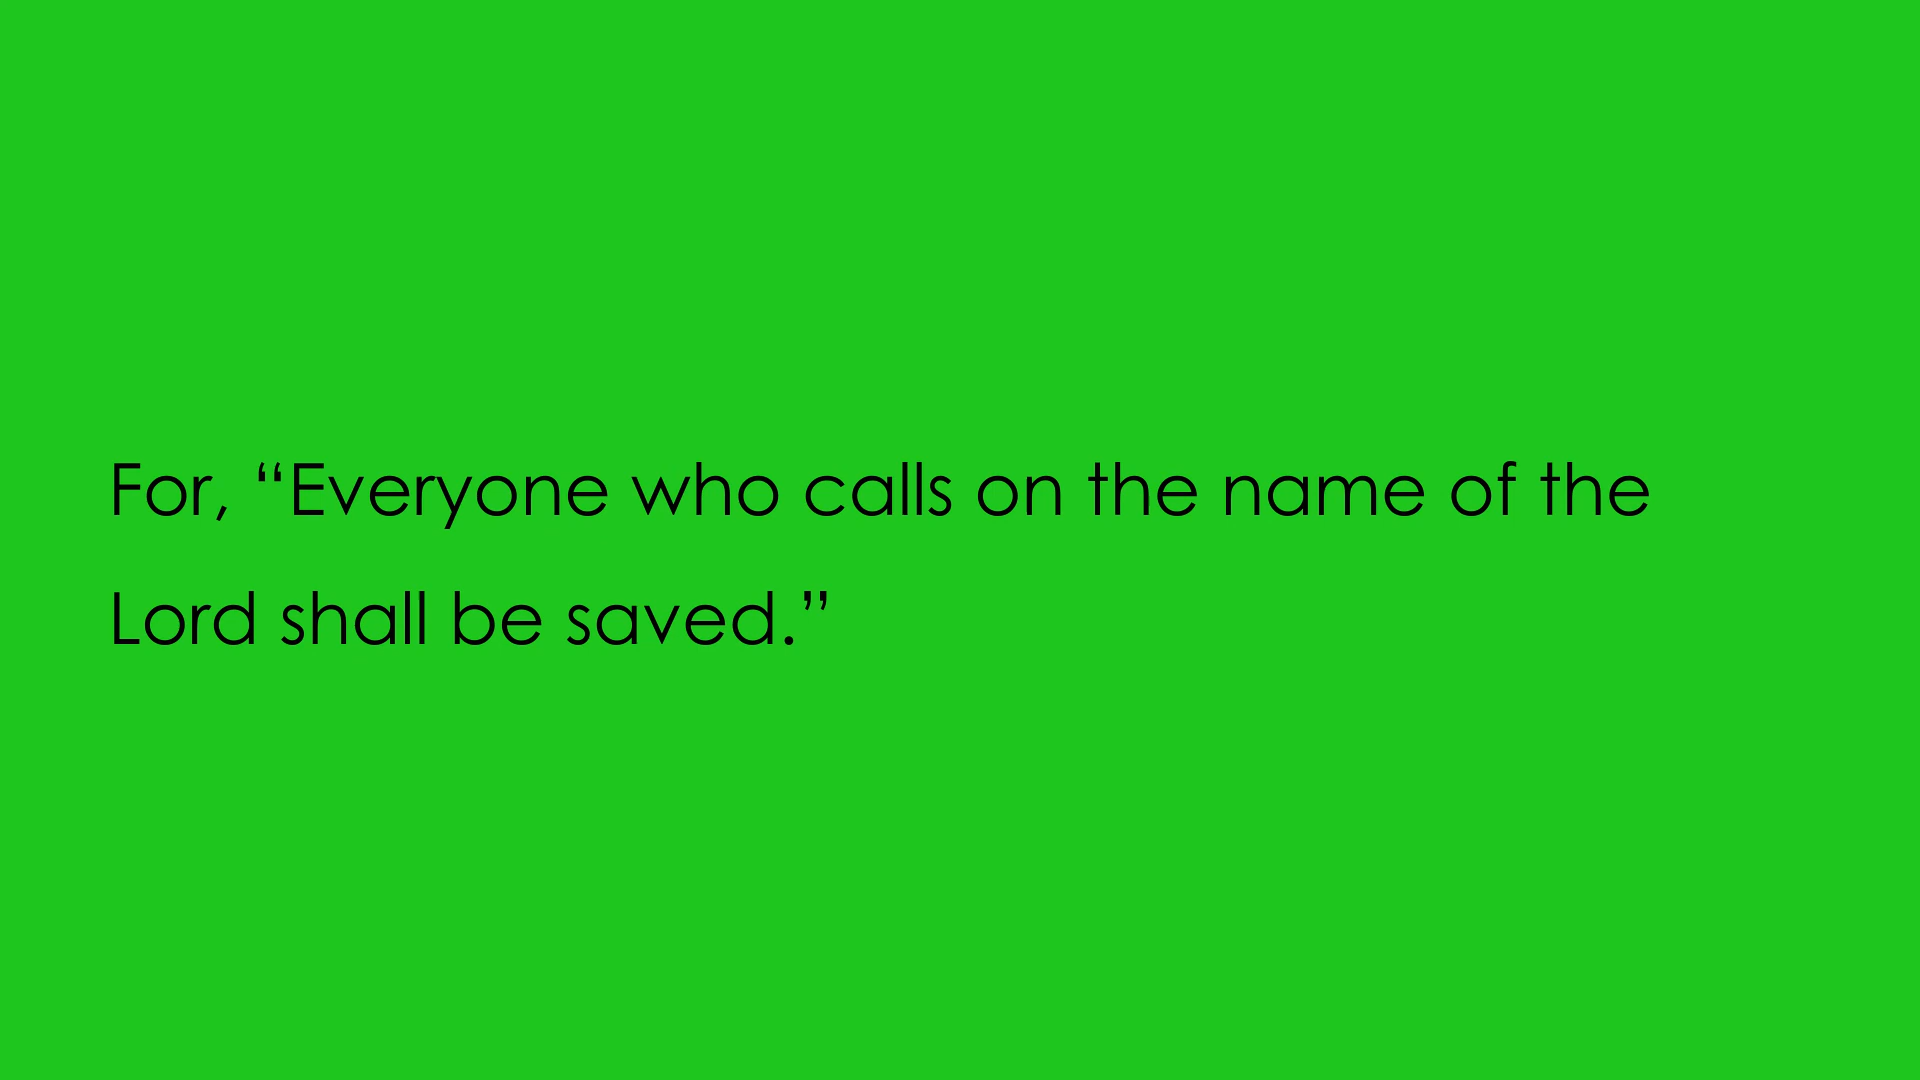 For, “Everyone who calls on the name of the
Lord shall be saved.”